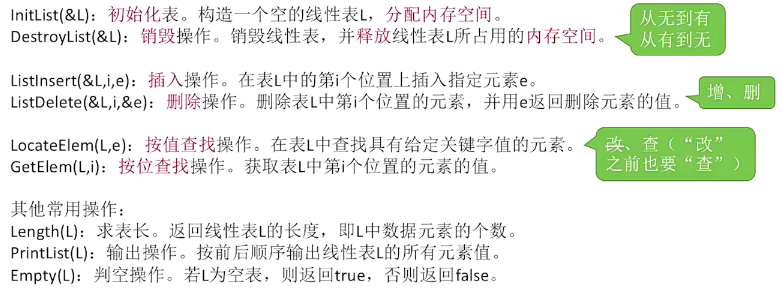 InitList(&L)：初始化表。构造一个空的线性表L，分配内存空间。
DestroyList(&L)：销毁操作。销毁线性表，并释放线性表L所占用的内存空间。
从无到有
从有到无
ListInsert(&L,i,e)：插入操作。在表L中的第i个位置上插入指定元素e。
ListDelete(&L,i,&e)：删除操作。删除表L中第i个位置的元素，并用e返回删除元素的值。
增、删
LocateElem(L,e)：按值查找操作。在表L中查找具有给定关键字值的元素。
GetElem(L,i)：按位查找操作。获取表L中第i个位置的元素的值。
改、查（“改”
之前也要“查”）
其他常用操作：
Length(L)：求表长。返回线性表L的长度，即L中数据元素的个数。
PrintList(L)：输出操作。按前后顺序输出线性表L的所有元素值。
Empty(L)：判空操作。若L为空表，则返回true，否则返回false。